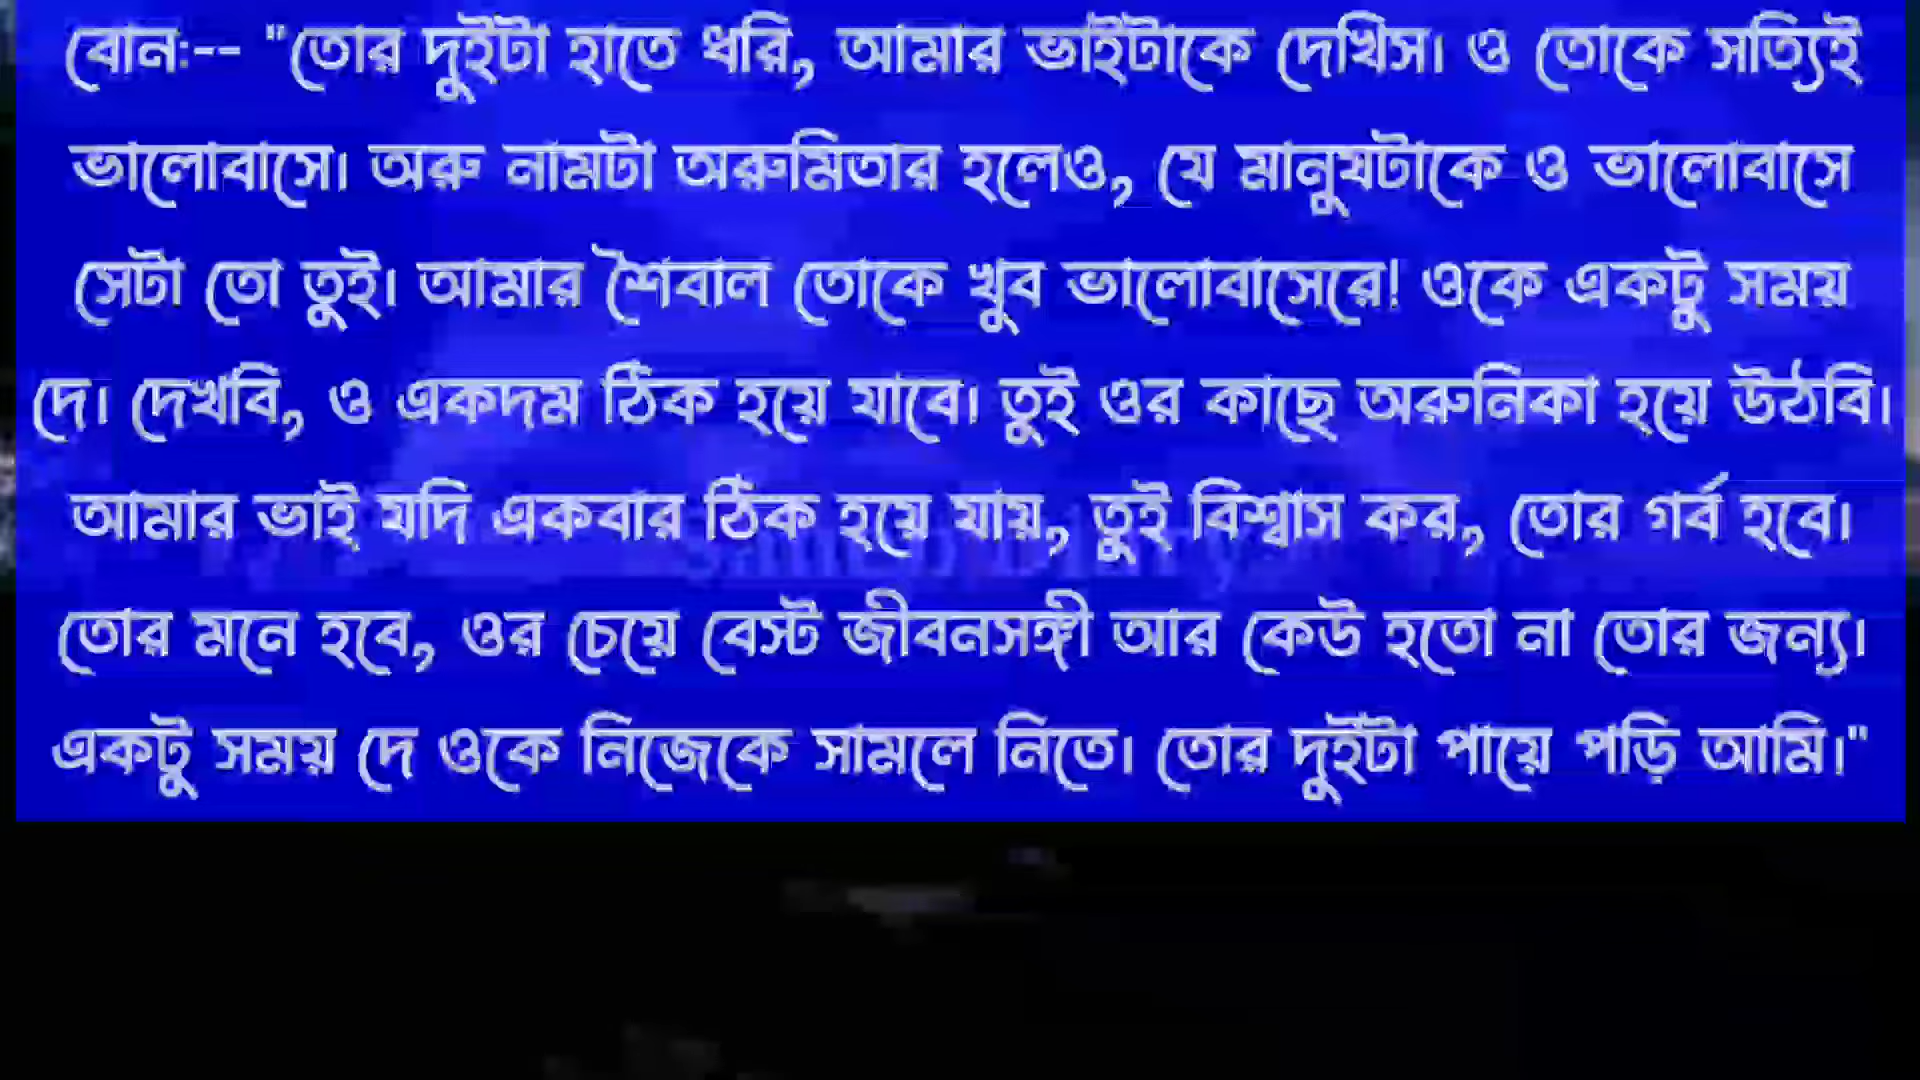 বোন:-- "তোর দুইটা হাতে ধরি, আমার ভাইটাকে দেখিস। ও তোকে সত্যিই
ভালোবাসে। অরু নামটা অরুমিতার হলেও, যে মানুষটাকে ও ভালোবাসে
সেটা তো তুই। আমার শৈবাল তোকে খুব ভালোবাসেরে! ওকে একটু সময়
দে। দেখবি, ও একদম ঠিক হয়ে যাবে। তুই ওর কাছে অরুনিকা হয়ে উঠবি।
আমার ভাই যদি একবার ঠিক হয়ে যায়, তুই বিশ্বাস কর, তোর গর্ব হবে।
তোর মনে হবে, ওর চেয়ে বেস্ট জীবনসঙ্গী আর কেউ হতো না তোর জন্য।
একটু সময় দে ওকে নিজেকে সামলে নিতে। তোর দুইটা পায়ে পড়ি আমি।"